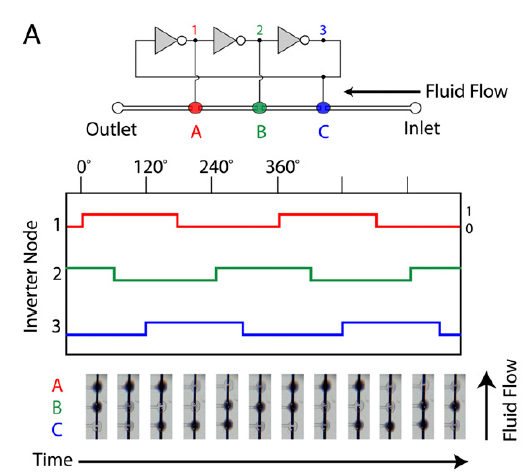 A
1 2 3
Fluid Flow
Outlet A B C Inlet
0° 120° 240° 360°
Inverter Node
1
2
3
1
0
A
B
C
Fluid Flow
Time